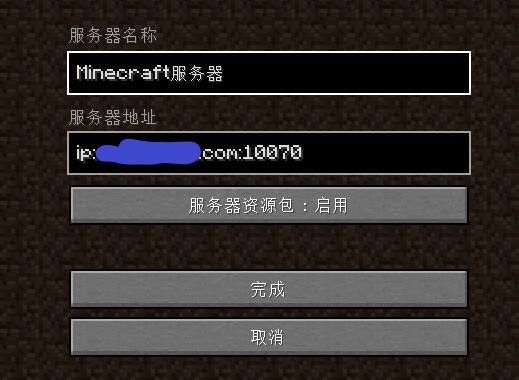 服务器名称
Minecraft服务器
服务器地址
ip: .com:10070
服务器资源包：启用
完成
取消